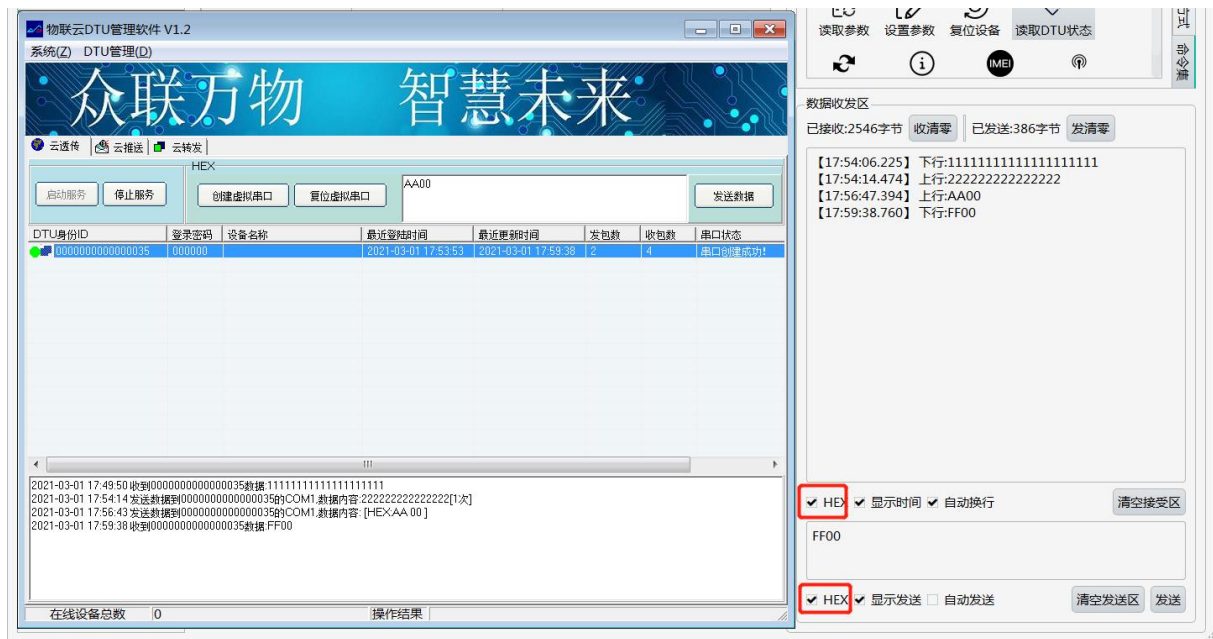 物联云DTU管理软件 V1.2
系统(Z) DTU管理(D)
众联万物 智慧未来
云透传 云推送 云转发
HEX
启动服务 停止服务 创建虚拟串口 复位虚拟串口 AA00 发送数据
DTU身份ID 登录密码 设备名称 最近登陆时间 最近更新时间 发包数 收包数 串口状态
0000000000000035 000000 2021-03-01 17:53:53 2021-03-01 17:59:38 2 4 串口创建成功!
2021-03-01 17:49:50 收到0000000000000035数据:11111111111111111111
2021-03-01 17:54:14 发送数据到0000000000000035的COM1,数据内容:222222222222222[1次]
2021-03-01 17:56:43 发送数据到0000000000000035的COM1,数据内容: [HEX:AA 00 ]
2021-03-01 17:59:38 收到0000000000000035数据:FF00
在线设备总数 0 操作结果
读取参数 设置参数 复位设备 读取DTU状态
IMEI
命令集
数据收发区
已接收:2546字节 收清零 已发送:386字节 发清零
【17:54:06.225】 下行:11111111111111111111
【17:54:14.474】 上行:222222222222222
【17:56:47.394】 上行:AA00
【17:59:38.760】 下行:FF00
HEX 显示时间 自动换行 清空接受区
FF00
HEX 显示发送 自动发送 清空发送区 发送